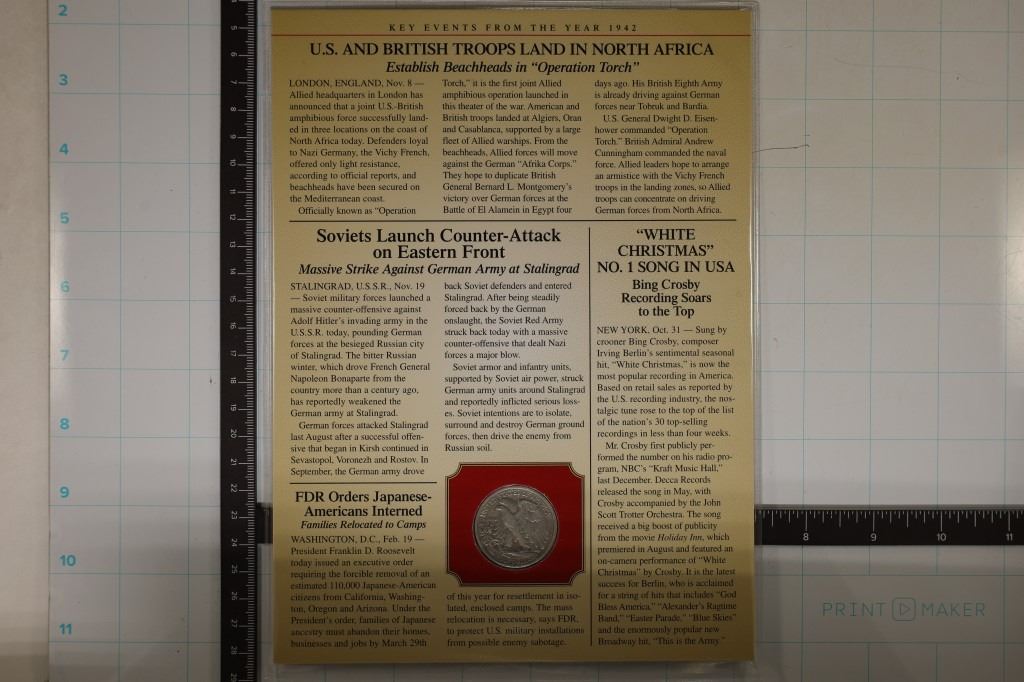 KEY EVENTS FROM THE YEAR 1942
U.S. AND BRITISH TROOPS LAND IN NORTH AFRICA
Establish Beachheads in “Operation Torch”
LONDON, ENGLAND, Nov. 8 —
Allied headquarters in London has
announced that a joint U.S.-British
amphibious force successfully land-
ed in three locations on the coast of
North Africa today. Defenders loyal
to Nazi Germany, the Vichy French,
offered only light resistance,
according to official reports, and
beachheads have been secured on
the Mediterranean coast.
Officially known as “Operation
Torch,” it is the first joint Allied
amphibious operation launched in
this theater of the war. American and
British troops landed at Algiers, Oran
and Casablanca, supported by a large
fleet of Allied warships. From the
beachheads, Allied forces will move
against the German “Afrika Corps.”
They hope to duplicate British
General Bernard L. Montgomery’s
victory over German forces at the
Battle of El Alamein in Egypt four
days ago. His British Eighth Army
is already driving against German
forces near Tobruk and Bardia.
U.S. General Dwight D. Eisen-
hower commanded “Operation
Torch.” British Admiral Andrew
Cunningham commanded the naval
force. Allied leaders hope to arrange
an armistice with the Vichy French
troops in the landing zones, so Allied
troops can concentrate on driving
German forces from North Africa.
Soviets Launch Counter-Attack
on Eastern Front
Massive Strike Against German Army at Stalingrad
STALINGRAD, U.S.S.R., Nov. 19
— Soviet military forces launched a
massive counter-offensive against
Adolf Hitler’s invading army in the
U.S.S.R. today, pounding German
forces at the besieged Russian city
of Stalingrad. The bitter Russian
winter, which drove French General
Napoleon Bonaparte from the
country more than a century ago,
has reportedly weakened the
German army at Stalingrad.
German forces attacked Stalingrad
last August after a successful offen-
sive that began in Kirsh continued in
Sevastopol, Voronezh and Rostov. In
September, the German army drove
back Soviet defenders and entered
Stalingrad. After being steadily
forced back by the German
onslaught, the Soviet Red Army
struck back today with a massive
counter-offensive that dealt Nazi
forces a major blow.
Soviet armor and infantry units,
supported by Soviet air power, struck
German army units around Stalingrad
and reportedly inflicted serious loss-
es. Soviet intentions are to isolate,
surround and destroy German ground
forces, then drive the enemy from
Russian soil.
“WHITE
CHRISTMAS”
NO. 1 SONG IN USA
Bing Crosby
Recording Soars
to the Top
NEW YORK, Oct. 31 — Sung by
crooner Bing Crosby, composer
Irving Berlin’s sentimental seasonal
hit, “White Christmas,” is now the
most popular recording in America.
Based on retail sales as reported by
the U.S. recording industry, the nos-
talgic tune rose to the top of the list
of the nation’s 30 top-selling
recordings in less than four weeks.
Mr. Crosby first publicly per-
formed the number on his radio pro-
gram, NBC’s “Kraft Music Hall,”
last December. Decca Records
released the song in May, with
Crosby accompanied by the John
Scott Trotter Orchestra. The song
received a big boost of publicity
from the movie Holiday Inn, which
premiered in August and featured an
on-camera performance of “White
Christmas” by Crosby. It is the latest
success for Berlin, who is acclaimed
for a string of hits that includes “God
Bless America,” “Alexander’s Ragtime
Band,” “Easter Parade,” “Blue Skies”
and the enormously popular new
Broadway hit, “This is the Army.”
FDR Orders Japanese-
Americans Interned
Families Relocated to Camps
WASHINGTON, D.C., Feb. 19 —
President Franklin D. Roosevelt
today issued an executive order
requiring the forcible removal of an
estimated 110,000 Japanese-American
citizens from California, Washing-
ton, Oregon and Arizona. Under the
President’s order, families of Japanese
ancestry must abandon their homes,
businesses and jobs by March 29th
of this year for resettlement in iso-
lated, enclosed camps. The mass
relocation is necessary, says FDR,
to protect U.S. military installations
from possible enemy sabotage.
2
3
4
5
6
7
8
9
10
11
8
9
10
11
PRINT MAKER